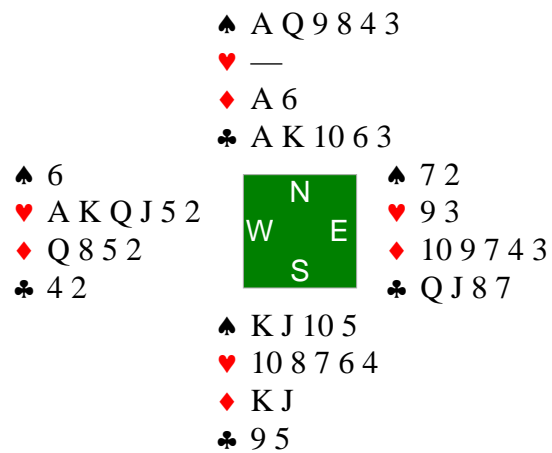 ♠ A Q 9 8 4 3
♥ —
♦ A 6
♣ A K 10 6 3
♠ 6
♥ A K Q J 5 2
♦ Q 8 5 2
♣ 4 2
N
W E
S
♠ 7 2
♥ 9 3
♦ 10 9 7 4 3
♣ Q J 8 7
♠ K J 10 5
♥ 10 8 7 6 4
♦ K J
♣ 9 5